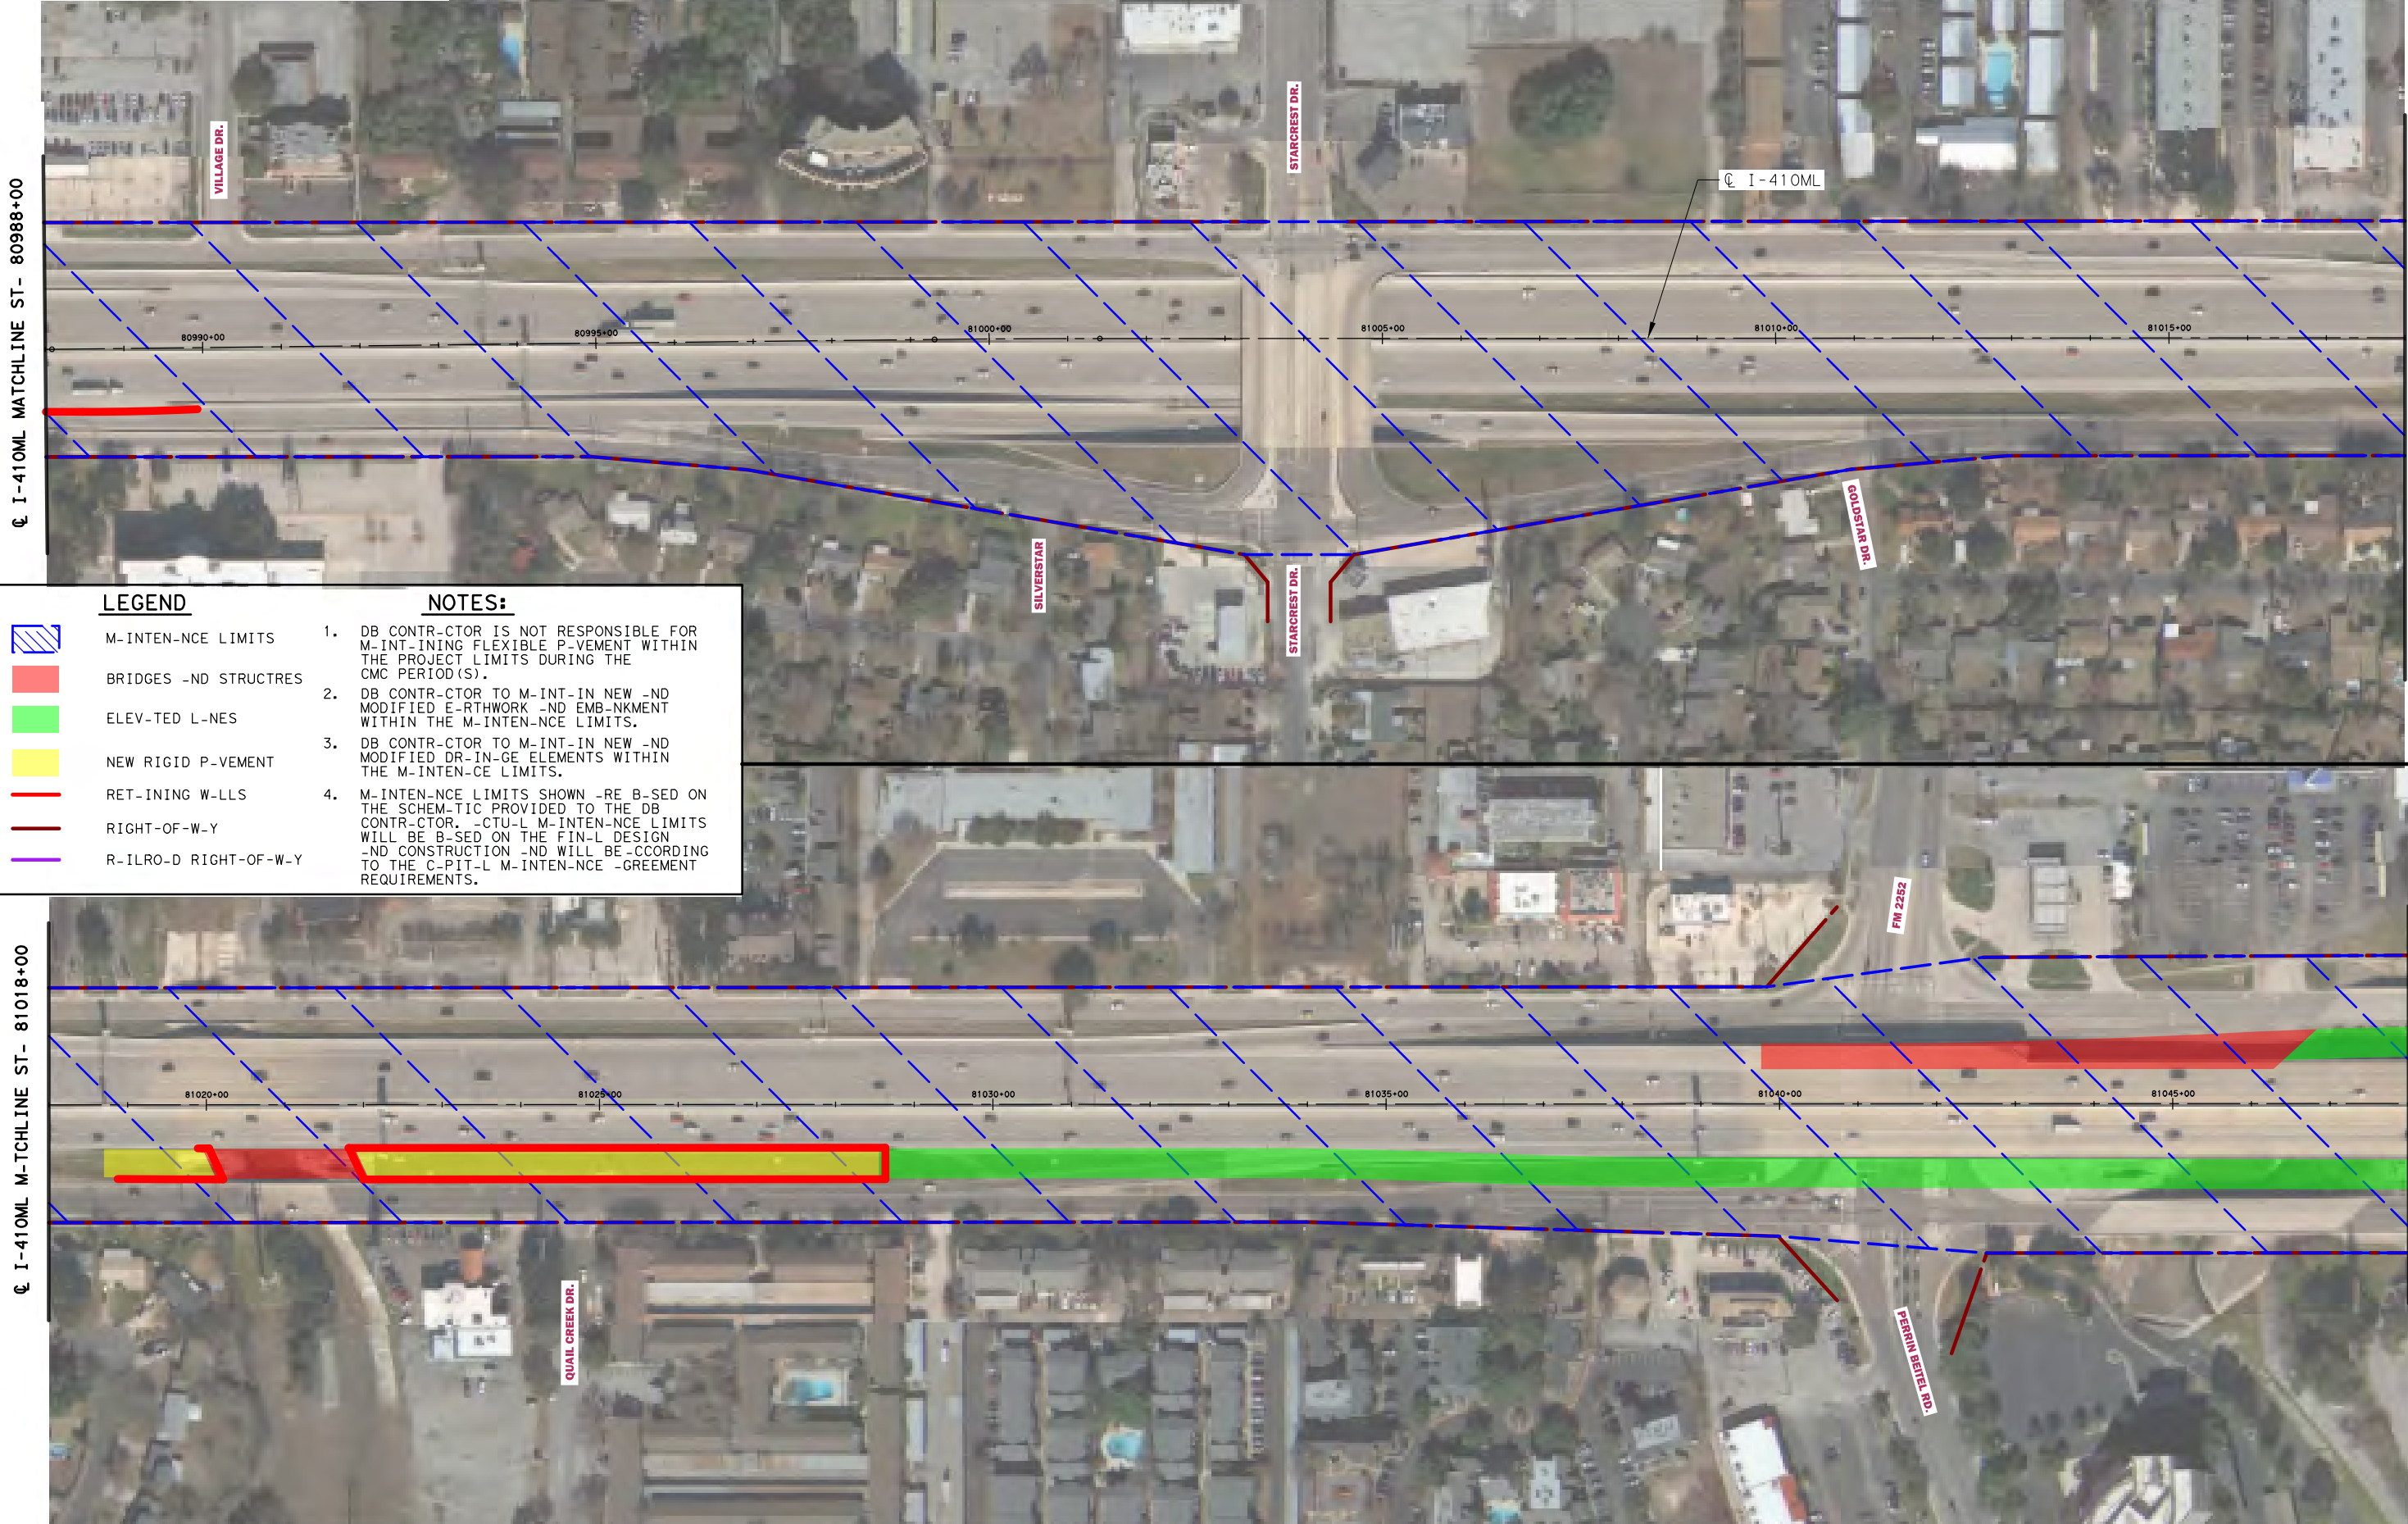 ℄ I-410ML MATCHLINE ST- 80988+00
VILLAGE DR.
STARCREST DR.
℄ I-410ML
80990+00
80995+00
81000+00
81005+00
81010+00
81015+00
SILVERSTAR
STARCREST DR.
GOLDSTAR DR.
LEGEND
M-INTEN-NCE LIMITS
BRIDGES -ND STRUCTRES
ELEV-TED L-NES
NEW RIGID P-VEMENT
RET-INING W-LLS
RIGHT-OF-W-Y
R-ILRO-D RIGHT-OF-W-Y
NOTES:
1. DB CONTR-CTOR IS NOT RESPONSIBLE FOR
M-INT-INING FLEXIBLE P-VEMENT WITHIN
THE PROJECT LIMITS DURING THE
CMC PERIOD(S).
2. DB CONTR-CTOR TO M-INT-IN NEW -ND
MODIFIED E-RTHWORK -ND EMB-NKMENT
WITHIN THE M-INTEN-NCE LIMITS.
3. DB CONTR-CTOR TO M-INT-IN NEW -ND
MODIFIED DR-IN-GE ELEMENTS WITHIN
THE M-INTEN-CE LIMITS.
4. M-INTEN-NCE LIMITS SHOWN -RE B-SED ON
THE SCHEM-TIC PROVIDED TO THE DB
CONTR-CTOR. -CTU-L M-INTEN-NCE LIMITS
WILL BE B-SED ON THE FIN-L DESIGN
-ND CONSTRUCTION -ND WILL BE-CCORDING
TO THE C-PIT-L M-INTEN-NCE -GREEMENT
REQUIREMENTS.
℄ I-410ML M-TCHLINE ST- 81018+00
FM 2252
81020+00
81025+00
81030+00
81035+00
81040+00
81045+00
QUAIL CREEK DR.
PERRIN BEITEL RD.